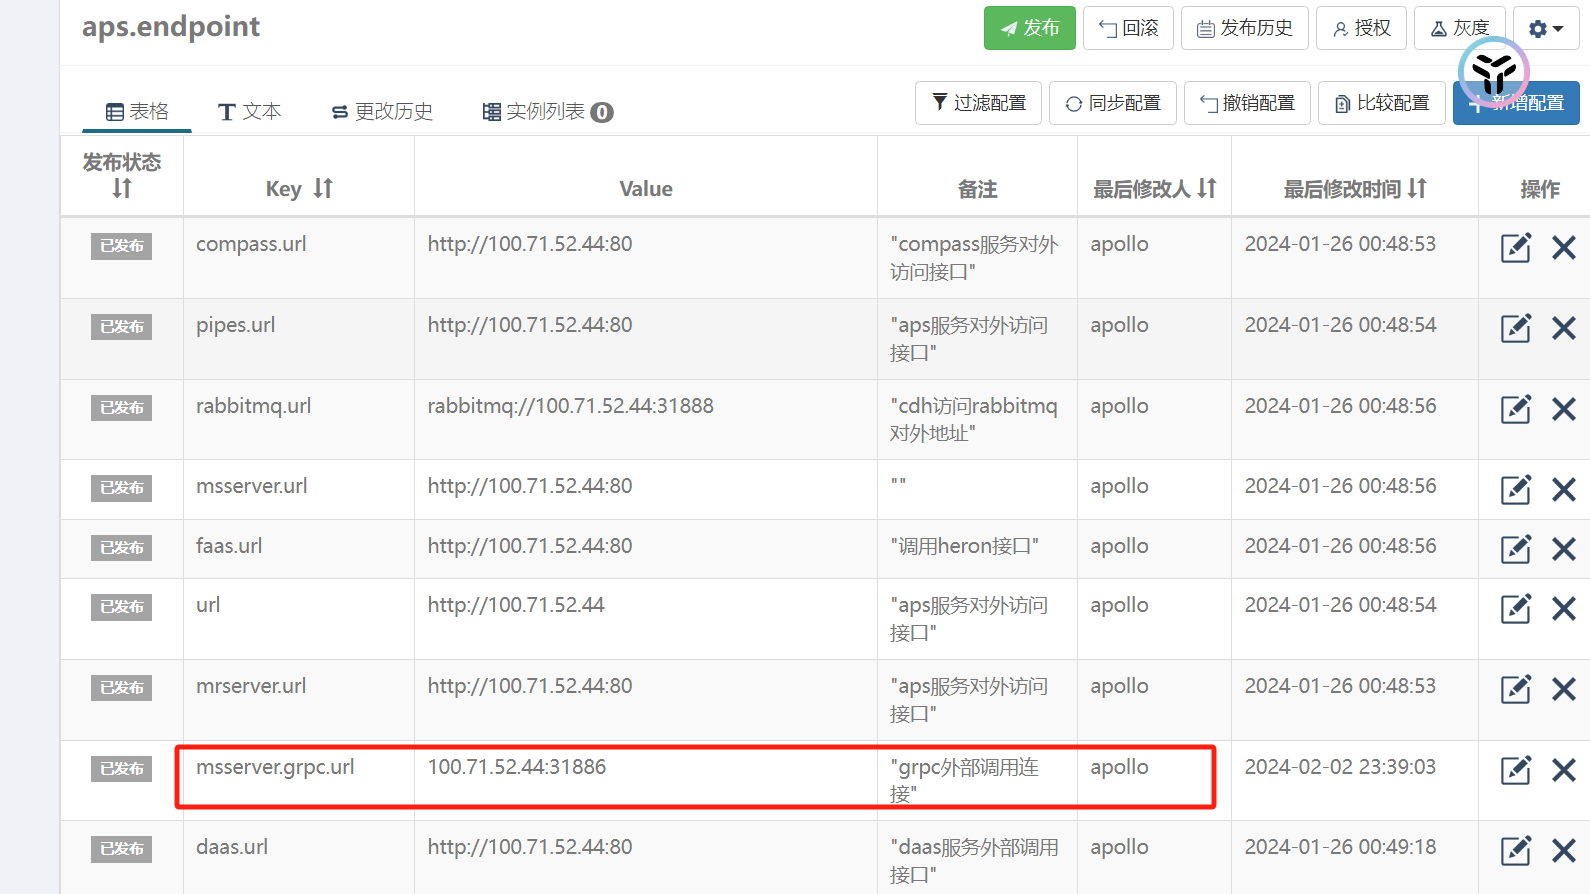 aps.endpoint
发布
回滚
发布历史
授权
灰度
表格
文本
更改历史
实例列表 0
过滤配置
同步配置
撤销配置
比较配置
新增配置
发布状态
Key
Value
备注
最后修改人
最后修改时间
操作
已发布 compass.url http://100.71.52.44:80 "compass服务对外 apollo 2024-01-26 00:48:53
访问接口"
已发布 pipes.url http://100.71.52.44:80 "aps服务对外访问 apollo 2024-01-26 00:48:54
接口"
已发布 rabbitmq.url rabbitmq://100.71.52.44:31888 "cdh访问rabbitmq apollo 2024-01-26 00:48:56
对外地址"
已发布 msserver.url http://100.71.52.44:80 "" apollo 2024-01-26 00:48:56
已发布 faas.url http://100.71.52.44:80 "调用heron接口" apollo 2024-01-26 00:48:56
已发布 url http://100.71.52.44 "aps服务对外访问 apollo 2024-01-26 00:48:54
接口"
已发布 mrserver.url http://100.71.52.44:80 "aps服务对外访问 apollo 2024-01-26 00:48:53
接口"
已发布 msserver.grpc.url 100.71.52.44:31886 "grpc外部调用连 apollo 2024-02-02 23:39:03
接"
已发布 daas.url http://100.71.52.44:80 "daas服务外部调用 apollo 2024-01-26 00:49:18
接口"